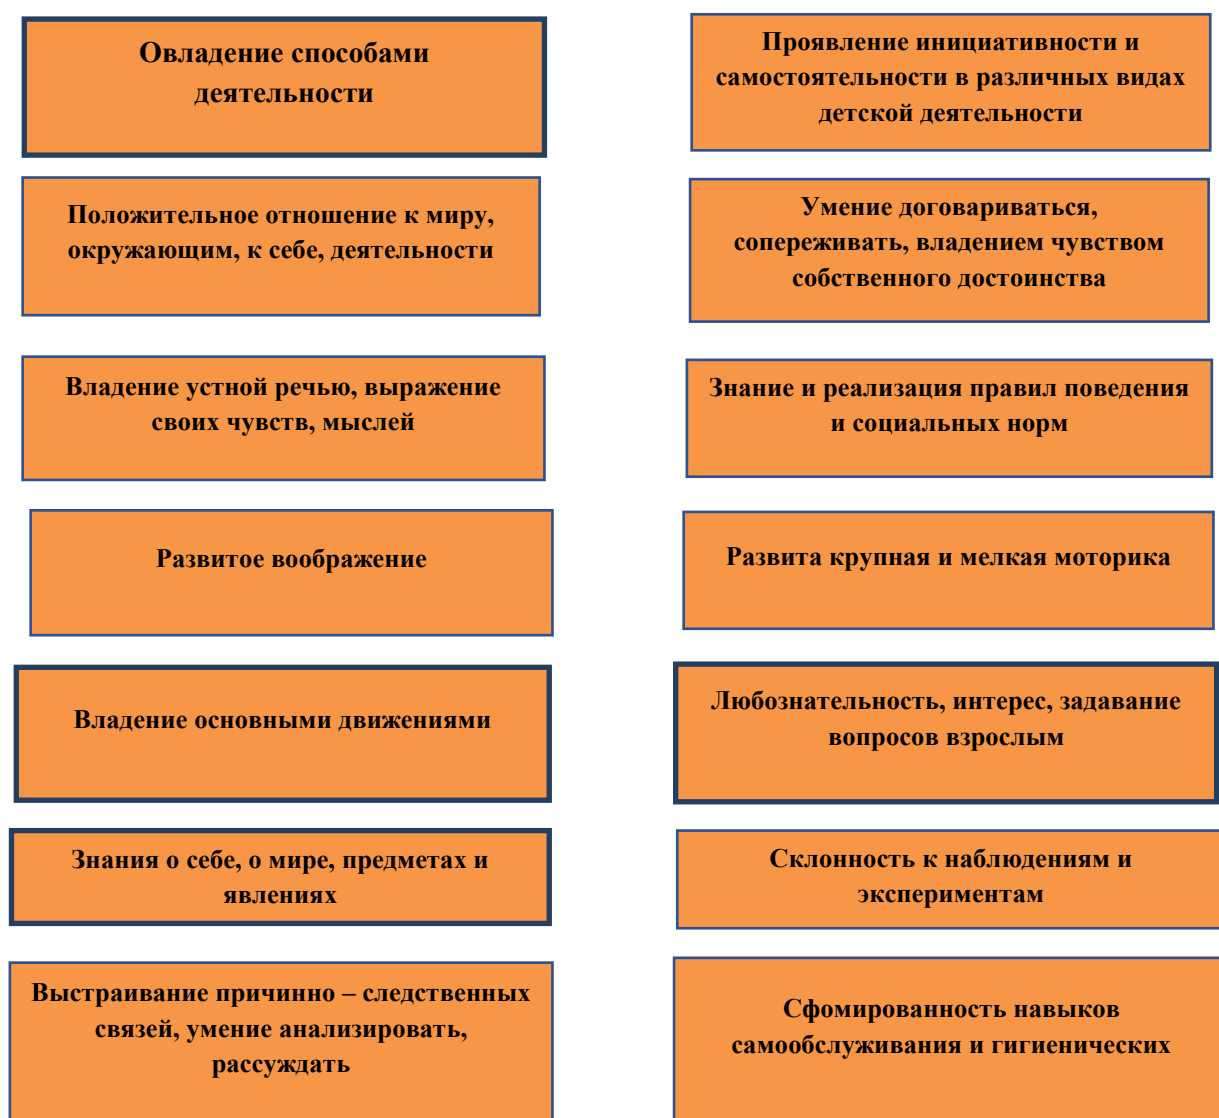 Овладение способами
деятельности
Проявление инициативности и
самостоятельности в различных видах
детской деятельности
Положительное отношение к миру,
окружающим, к себе, деятельности
Умение договариваться,
сопереживать, владением чувством
собственного достоинства
Владение устной речью, выражение
своих чувств, мыслей
Знание и реализация правил поведения
и социальных норм
Развитое воображение
Развита крупная и мелкая моторика
Владение основными движениями
Любознательность, интерес, задавание
вопросов взрослым
Знания о себе, о мире, предметах и
явлениях
Склонность к наблюдениям и
экспериментам
Выстраивание причинно – следственных
связей, умение анализировать,
рассуждать
Сфомированность навыков
самообслуживания и гигиенических